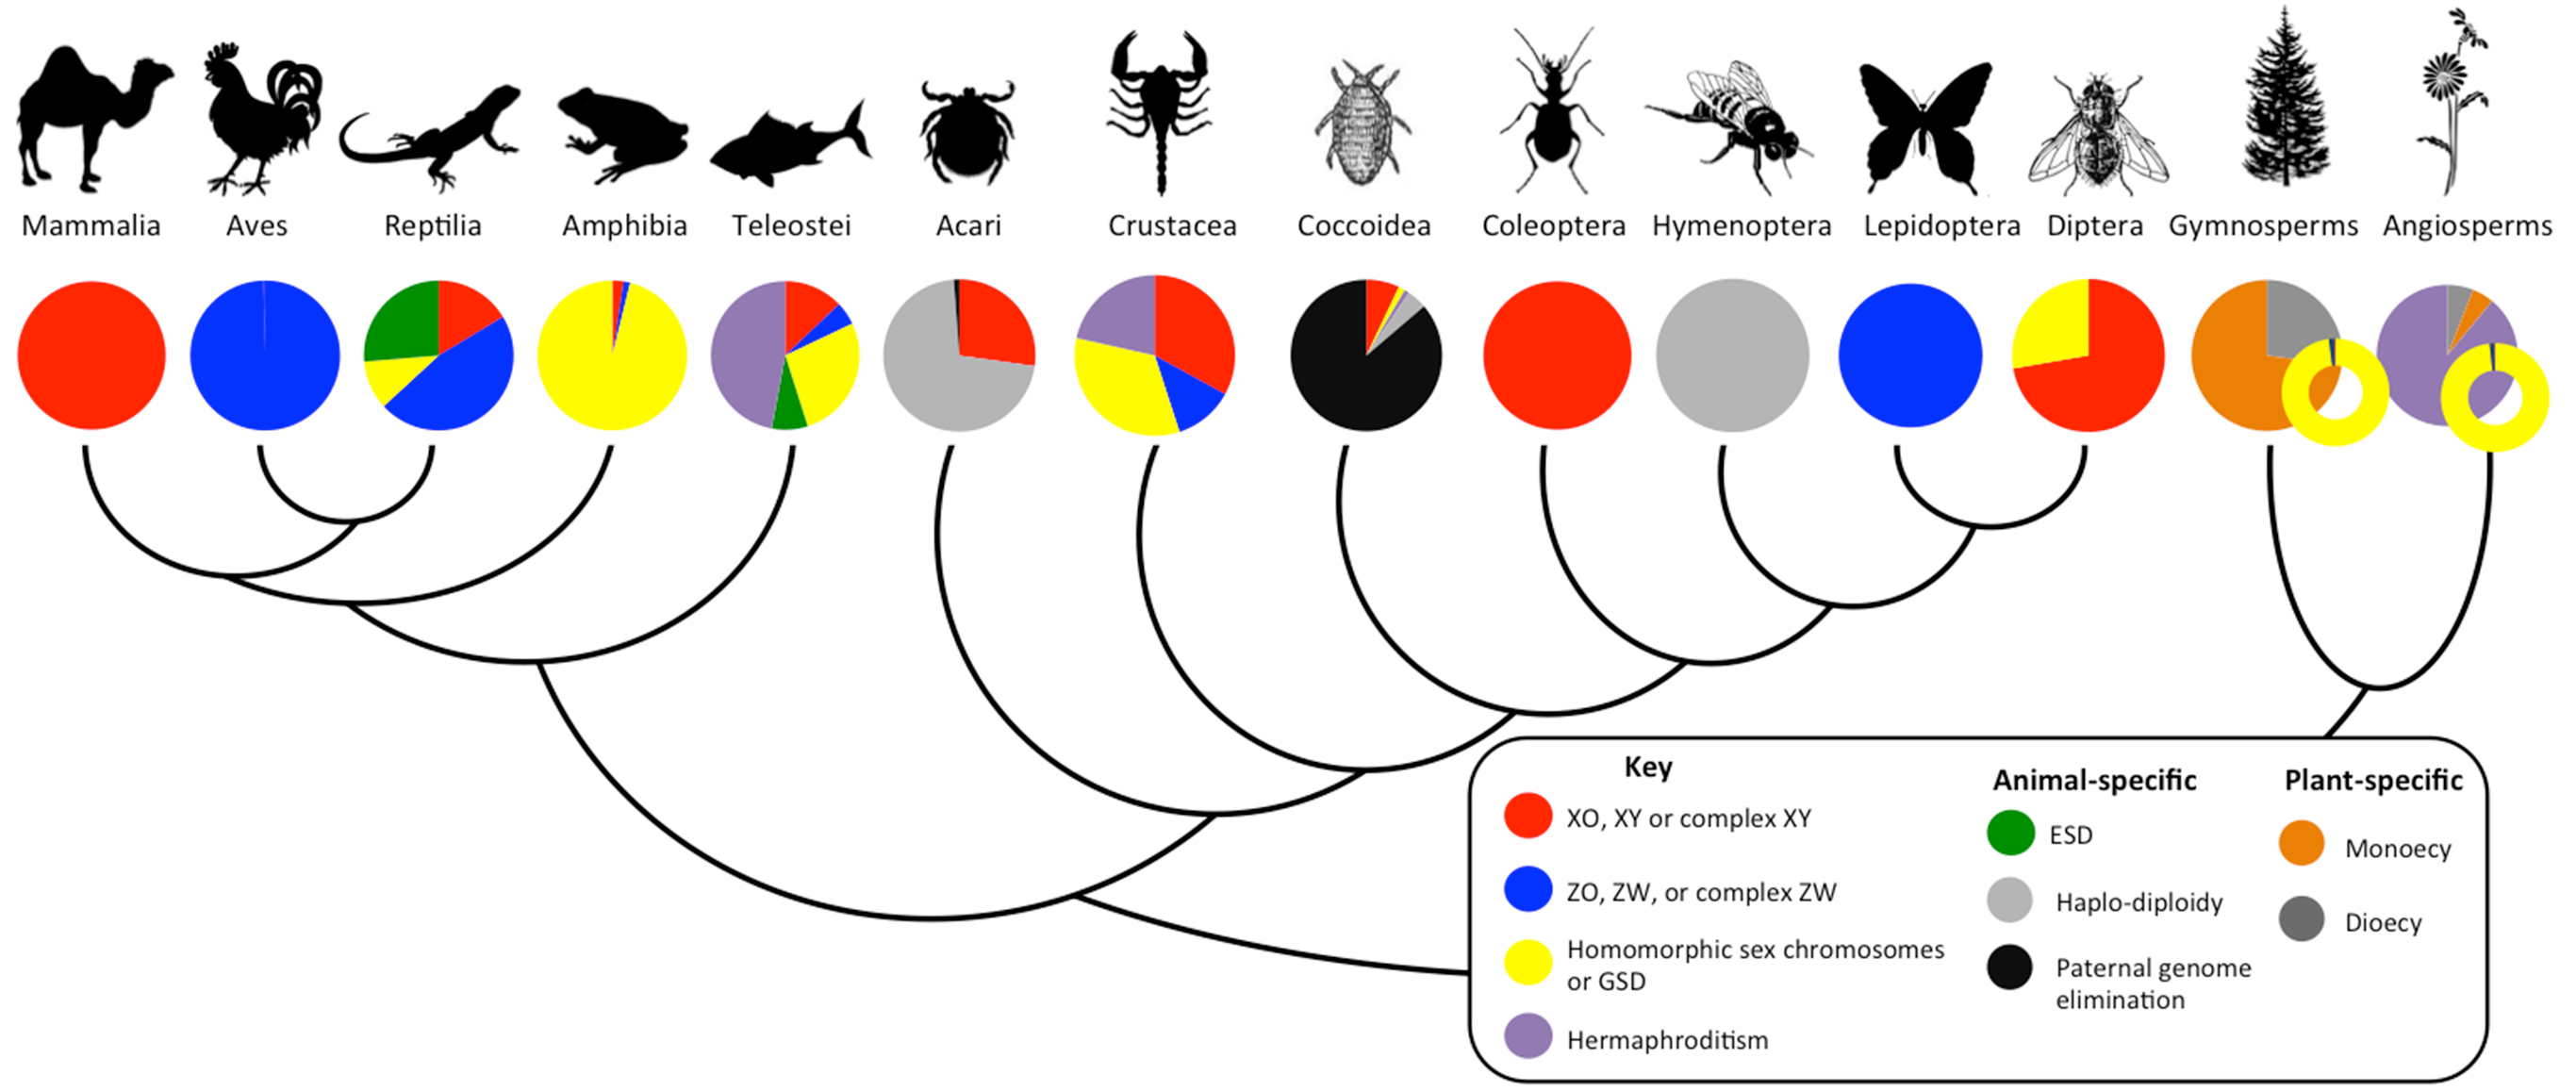 Mammalia Aves Reptilia Amphibia Teleostei Acari Crustacea Coccoidea Coleoptera Hymenoptera Lepidoptera Diptera Gymnosperms Angiosperms
Key
XO, XY or complex XY
ZO, ZW, or complex ZW
Homomorphic sex chromosomes
or GSD
Hermaphroditism
Animal-specific
ESD
Haplo-diploidy
Paternal genome
elimination
Plant-specific
Monoecy
Dioecy